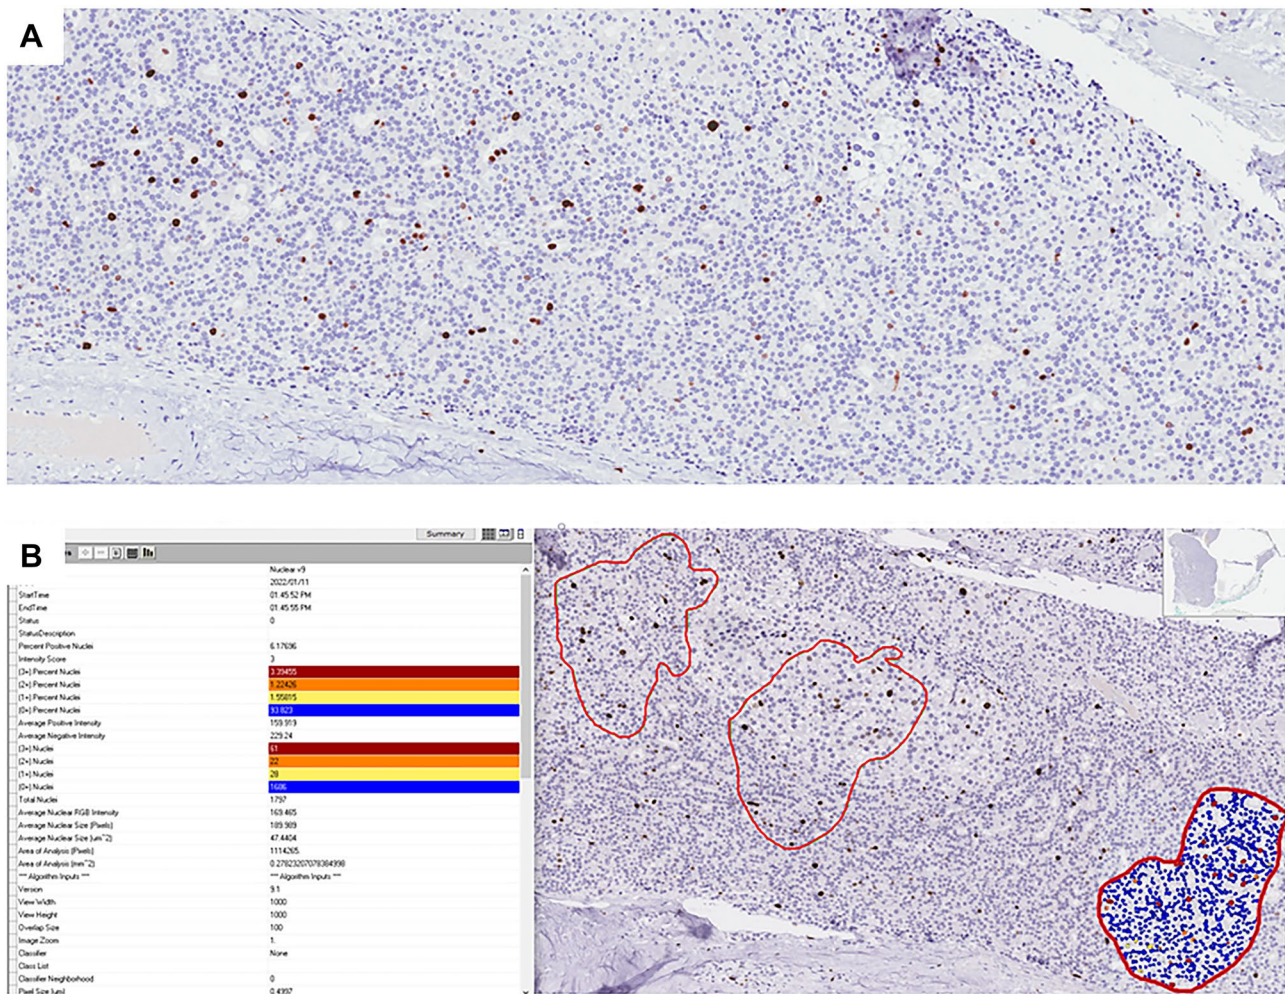 A
B
Summary
Nuclear v9
2022/01/11
StartTime 01:45:52 PM
EndTime 01:45:55 PM
Status 0
StatusDescription
Percent Positive Nuclei 6.17696
Intensity Score 3
(3+) Percent Nuclei 3.39455
(2+) Percent Nuclei 1.22426
(1+) Percent Nuclei 1.55815
(0+) Percent Nuclei 93.823
Average Positive Intensity 159.919
Average Negative Intensity 229.24
(3+) Nuclei 61
(2+) Nuclei 22
(1+) Nuclei 28
(0+) Nuclei 1686
Total Nuclei 1797
Average Nuclear RGB Intensity 169.465
Average Nuclear Size (Pixels) 189.989
Average Nuclear Size (um^2) 47.4404
Area of Analysis (Pixels) 1114265.
Area of Analysis (mm^2) 0.27823207078384998
*** Algorithm Inputs *** *** Algorithm Inputs ***
Version 9.1
View Width 1000
View Height 1000
Overlap Size 100
Image Zoom 1.
Classifier None
Class List
Classifier Neighborhood 0
Pixel Size (um) 0.4997